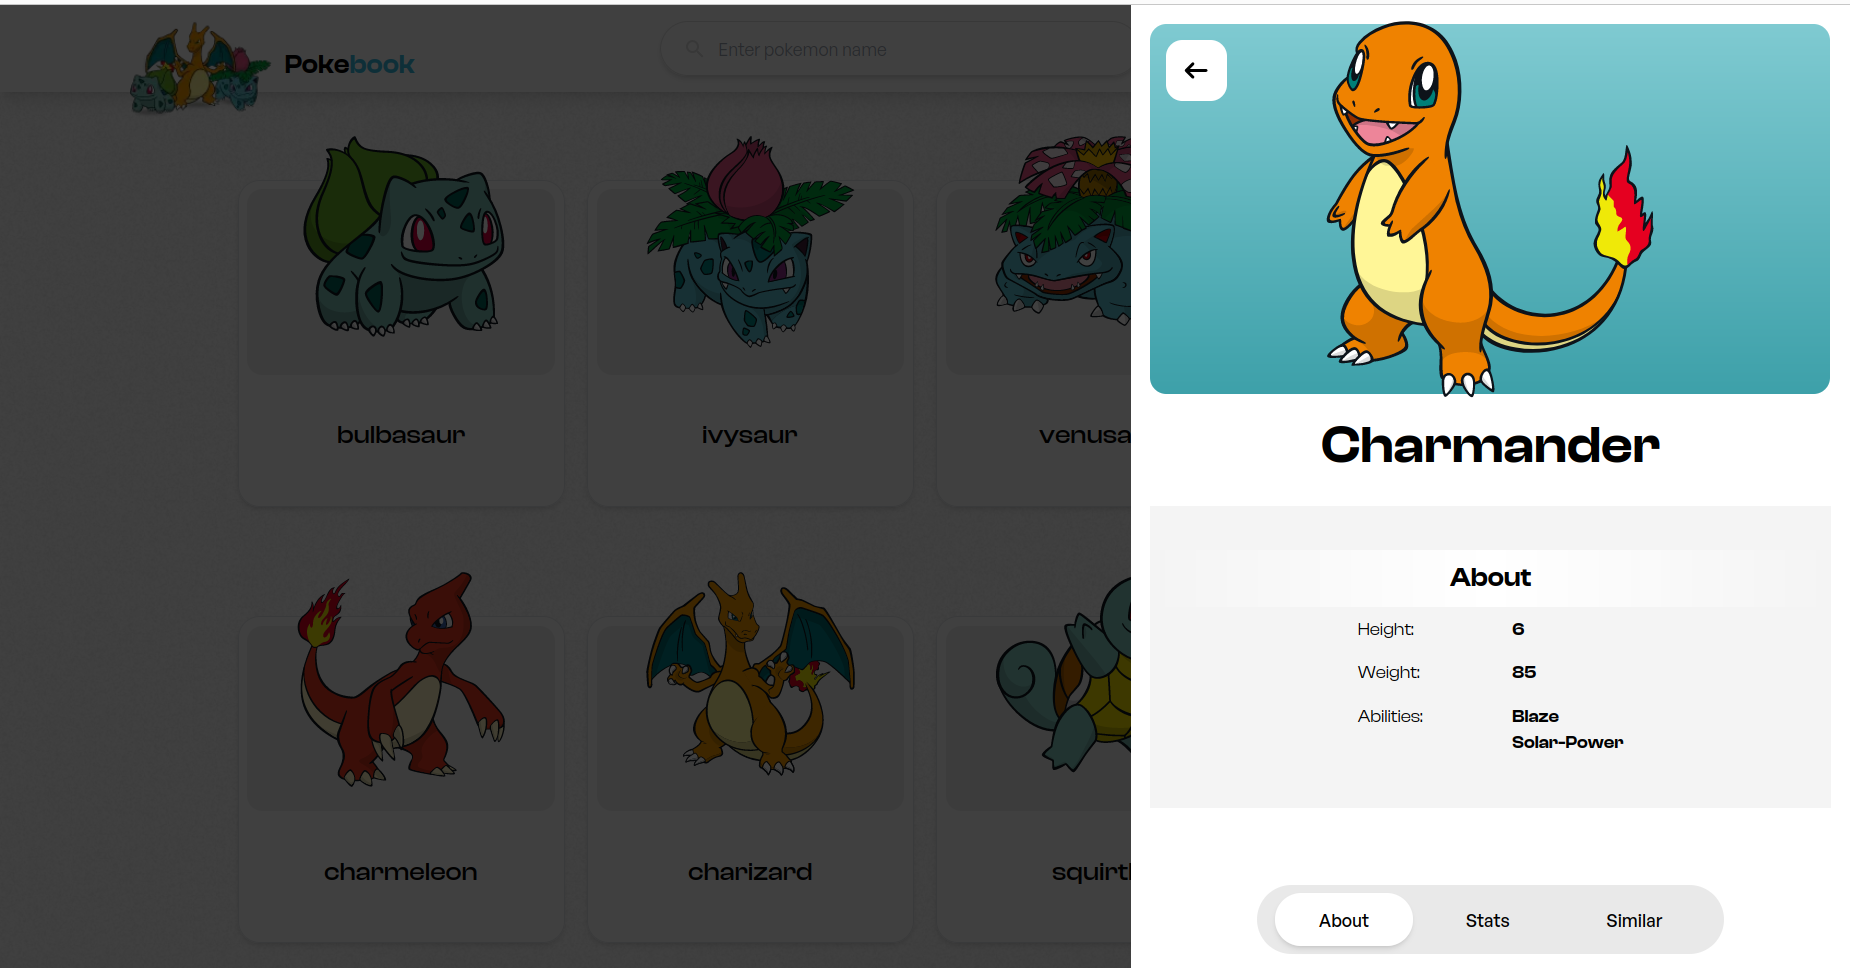 Pokebook
Enter pokemon name
bulbasaur
ivysaur
venusa
charmeleon
charizard
squirtl
Charmander
About
Height: 6
Weight: 85
Abilities: Blaze
Solar-Power
About Stats Similar